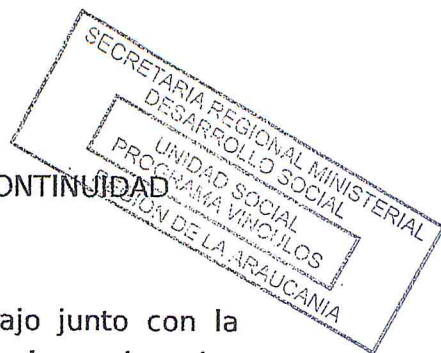 SECRETARIA REGIONAL MINISTERIAL
DESARROLLO SOCIAL
UNIDAD SOCIAL
PROGRAMA VINCULOS
REGION DE LA ARAUCANIA
ONTINUIDAD
ajo junto con la